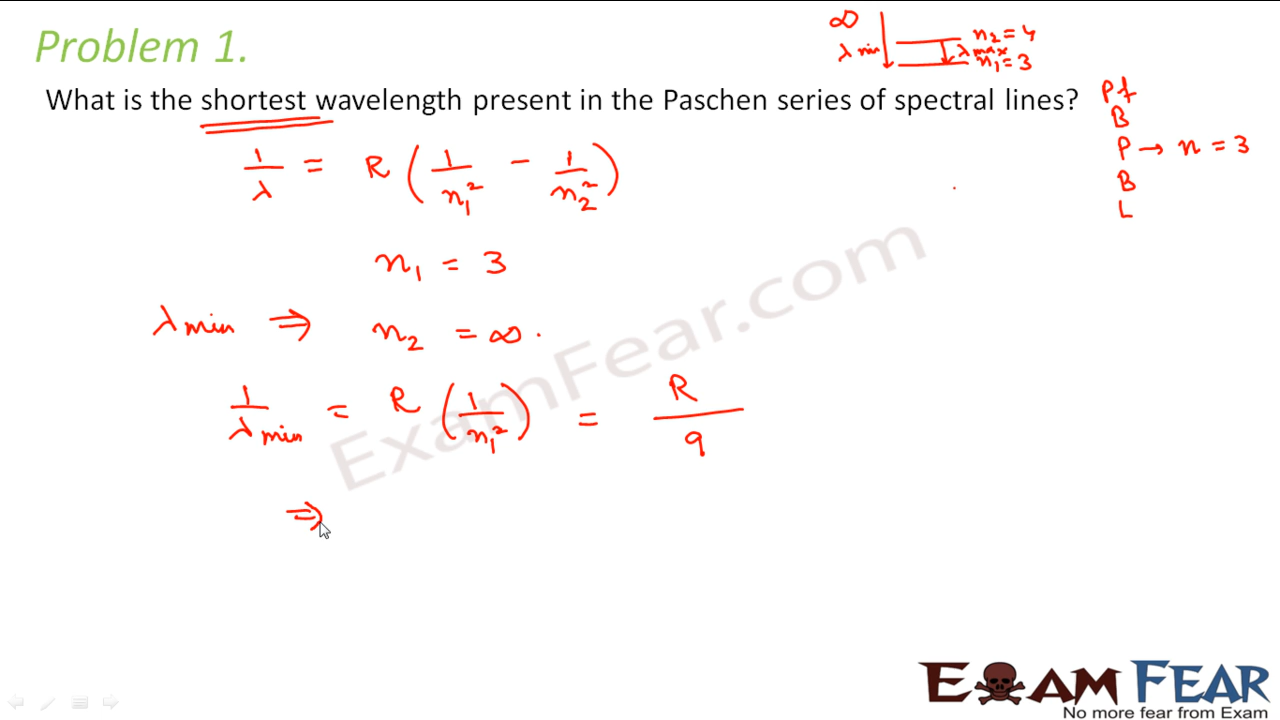 Problem 1.
∞
λ min
n₂ = 4
λ max
n₁ = 3
What is the shortest wavelength present in the Paschen series of spectral lines?
Pf
B
P → n = 3
B
L
1/λ = R (1/n₁² − 1/n₂²)
n₁ = 3
λ min ⇒ n₂ = ∞.
1/λ min = R (1/n₁²) = R/9
⇒
ExamFear.com
EXAM FEAR
No more fear from Exam